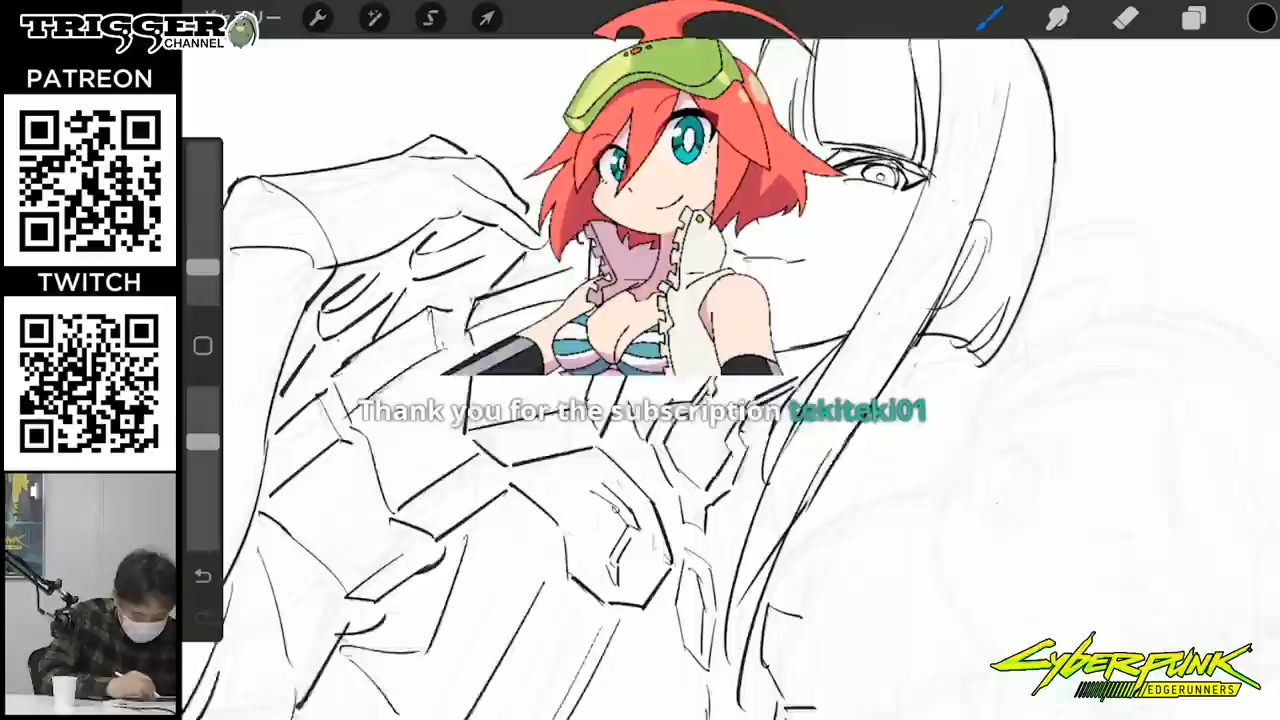 TRIGGER
CHANNEL
PATREON
TWITCH
Thank you for the subscription tekiteki01
CYBERPUNK
EDGERUNNERS